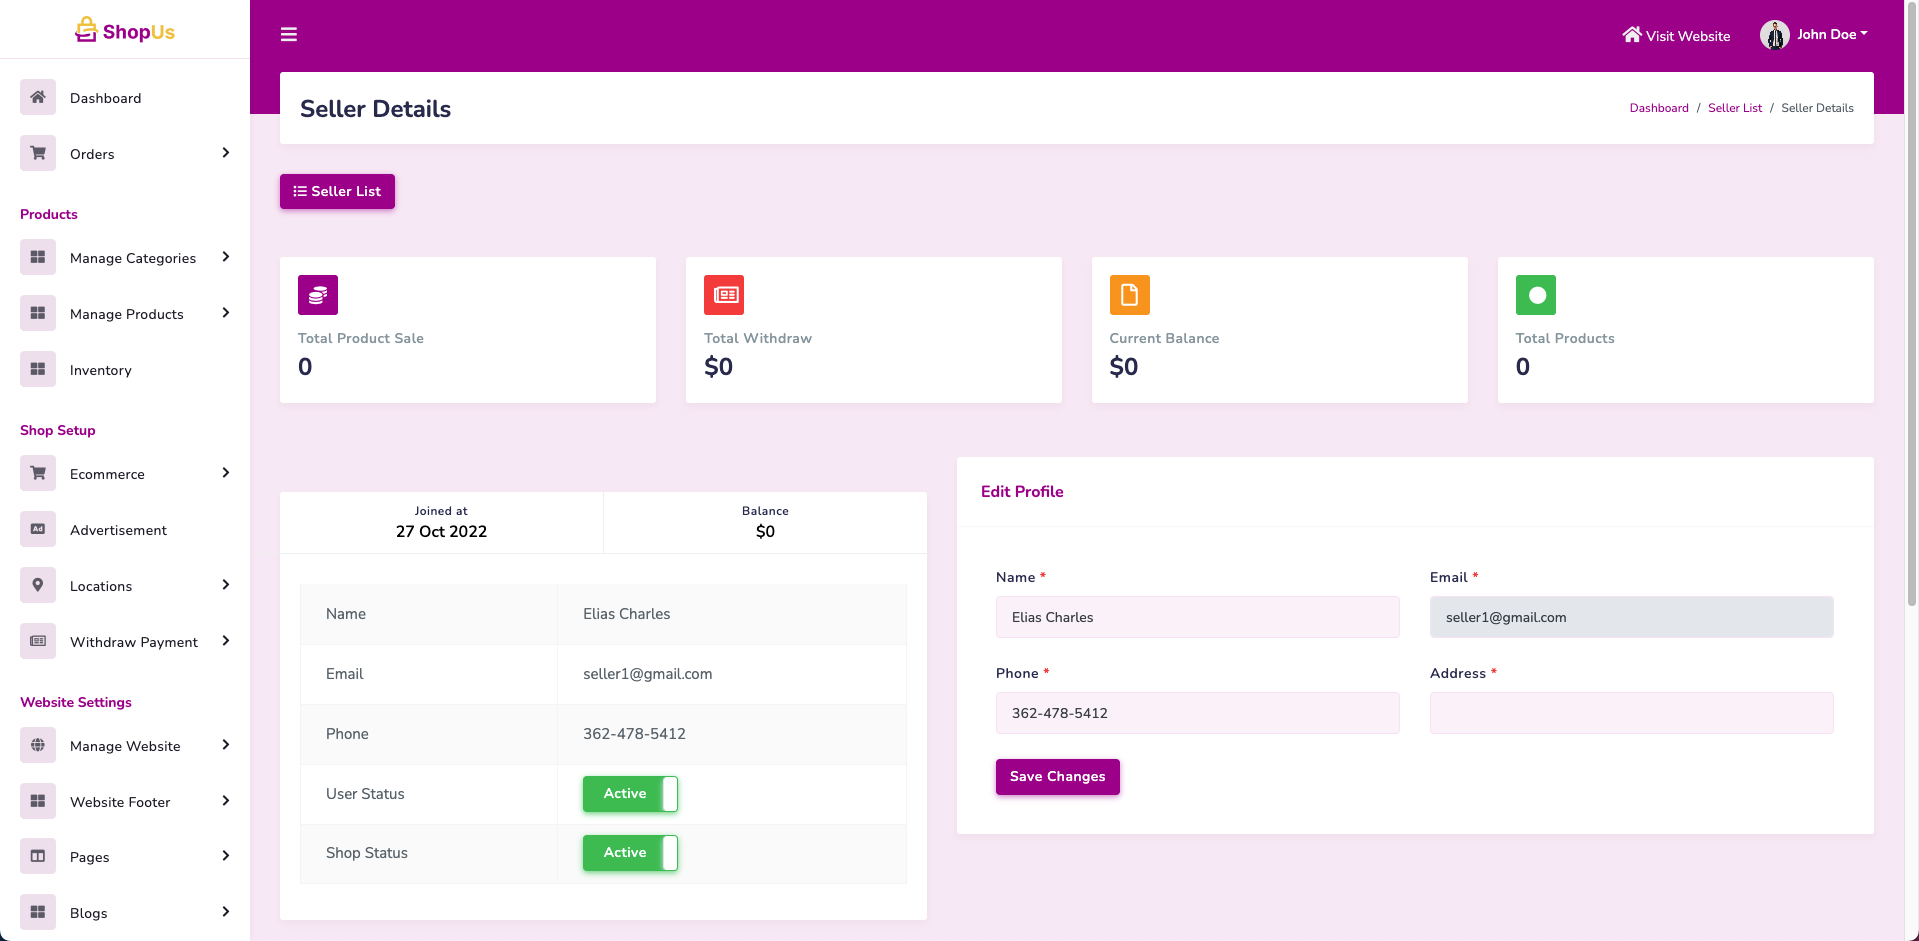 ShopUs
Dashboard
Orders
Products
Manage Categories
Manage Products
Inventory
Shop Setup
Ecommerce
Ad
Advertisement
Locations
Withdraw Payment
Website Settings
Manage Website
Website Footer
Pages
Blogs
Visit Website
John Doe
Seller Details
Dashboard / Seller List / Seller Details
Seller List
Total Product Sale
0
Total Withdraw
$0
Current Balance
$0
Total Products
0
Joined at
27 Oct 2022
Balance
$0
Name Elias Charles
Email seller1@gmail.com
Phone 362-478-5412
User Status Active
Shop Status Active
Edit Profile
Name *
Elias Charles
Email *
seller1@gmail.com
Phone *
362-478-5412
Address *
Save Changes